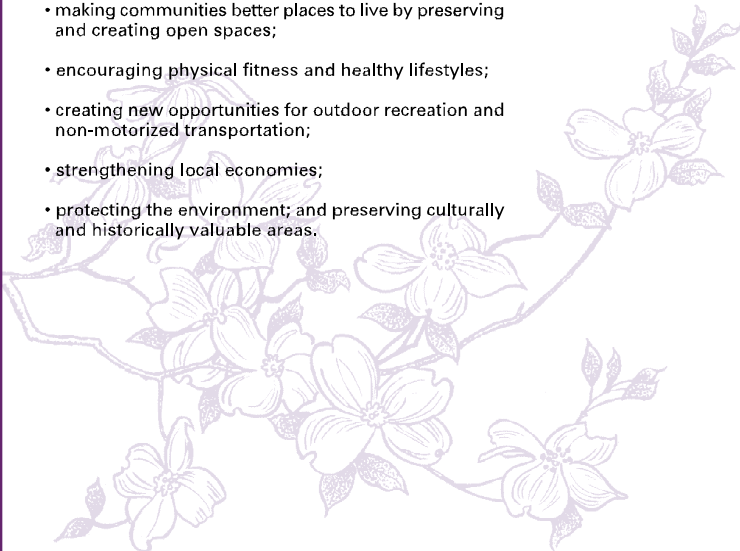 • making communities better places to live by preserving
and creating open spaces;
• encouraging physical fitness and healthy lifestyles;
• creating new opportunities for outdoor recreation and
non-motorized transportation;
• strengthening local economies;
• protecting the environment; and preserving culturally
and historically valuable areas.